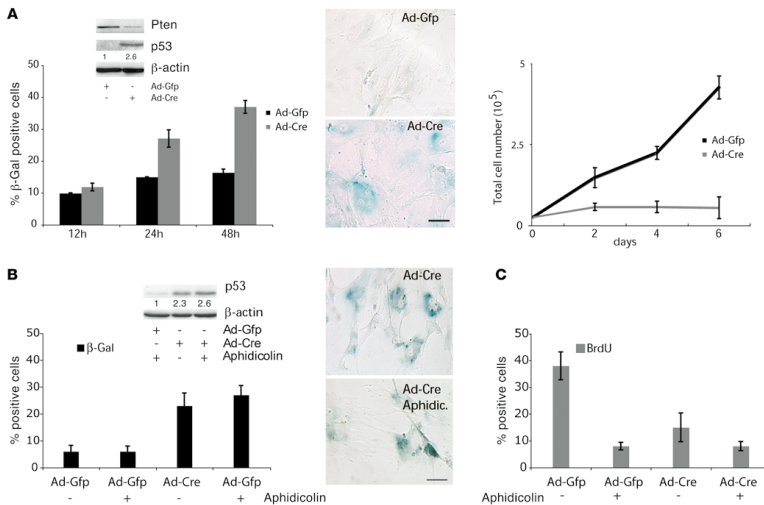 A
Pten
p53
1 2.6
β-actin
+ - Ad-Gfp
- + Ad-Cre
% β-Gal positive cells
50
40
30
20
10
0
12h 24h 48h
Ad-Gfp
Ad-Cre
Ad-Gfp
Ad-Cre
Total cell number (10⁵)
5
2.5
0
0 2 4 6
days
Ad-Gfp
Ad-Cre
B
p53
1 2.3 2.6
β-actin
+ - - Ad-Gfp
- + + Ad-Cre
+ - + Aphidicolin
β-Gal
% positive cells
50
40
30
20
10
0
Ad-Gfp Ad-Gfp Ad-Cre Ad-Gfp
- + - + Aphidicolin
Ad-Cre
Ad-Cre
Aphidic.
C
BrdU
% positive cells
50
40
30
20
10
0
Ad-Gfp Ad-Gfp Ad-Cre Ad-Cre
Aphidicolin - + - +